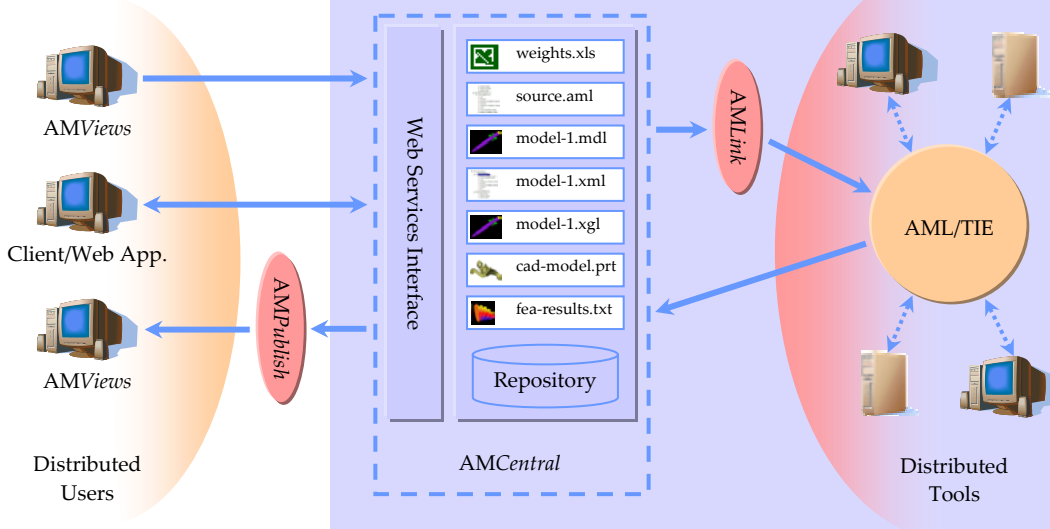 AMViews
Client/Web App.
AMViews
Distributed
Users
AMPublish
Web Services Interface
weights.xls
source.aml
model-1.mdl
model-1.xml
model-1.xgl
cad-model.prt
fea-results.txt
Repository
AMCentral
AMLink
AML/TIE
Distributed
Tools